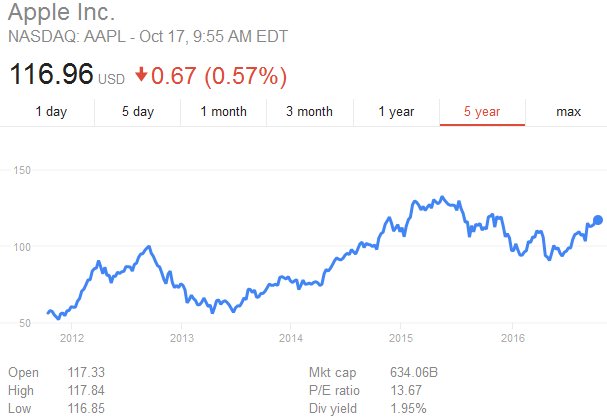 Apple Inc.
NASDAQ: AAPL - Oct 17, 9:55 AM EDT
116.96 USD 0.67 (0.57%)
1 day 5 day 1 month 3 month 1 year 5 year max
150
100
50
2012 2013 2014 2015 2016
Open 117.33 Mkt cap 634.06B
High 117.84 P/E ratio 13.67
Low 116.85 Div yield 1.95%